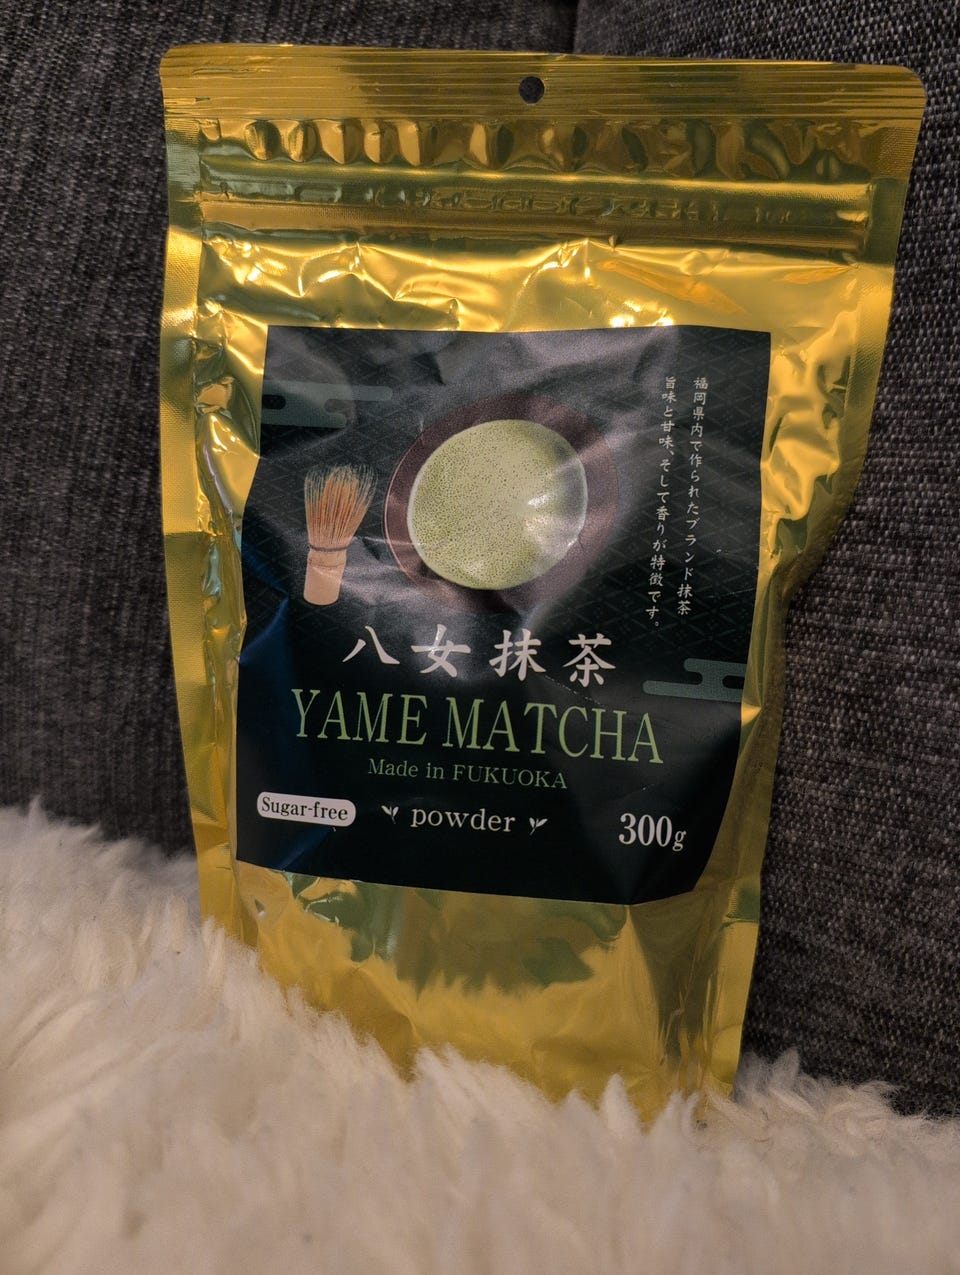 福岡県内で作られたブランド抹茶
旨味と甘味、そして香りが特徴です。
八女抹茶
YAME MATCHA
Made in FUKUOKA
Sugar-free
powder
300g